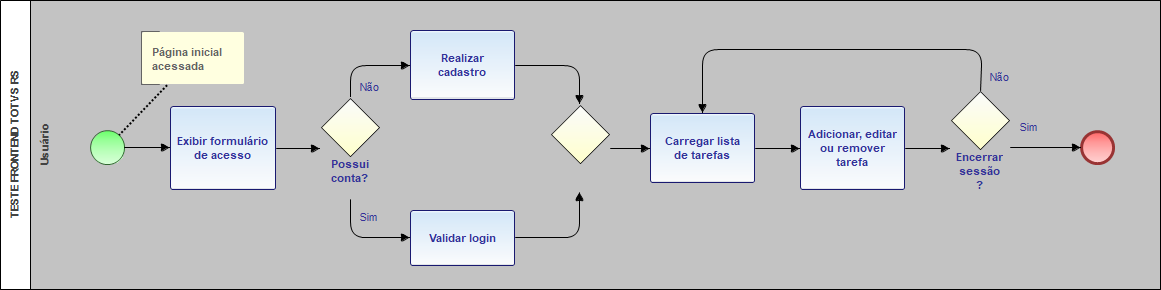 TESTE FRONTEND TOTVS RS
Usuário
Página inicial
acessada
Exibir formulário
de acesso
Possui
conta?
Não
Sim
Realizar
cadastro
Validar login
Carregar lista
de tarefas
Adicionar, editar
ou remover
tarefa
Encerrar
sessão
?
Não
Sim